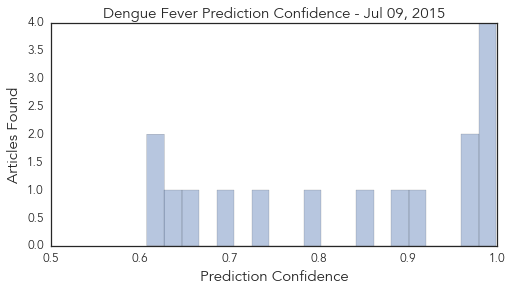 Dengue Fever Prediction Confidence - Jul 09, 2015
Articles Found
4.0
3.5
3.0
2.5
2.0
1.5
1.0
0.5
0.0
0.5 0.6 0.7 0.8 0.9 1.0
Prediction Confidence